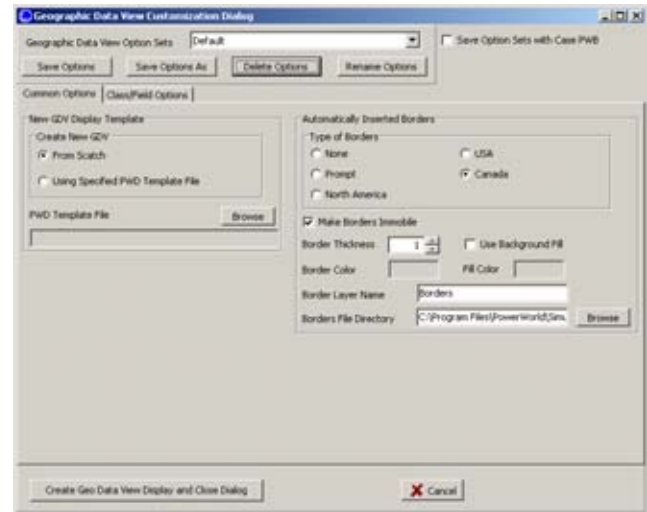 Geographic Data View Customization Dialog
Geographic Data View Option Sets Default
Save Option Sets with Case PWB
Save Options Save Options As Delete Options Rename Options
Common Options Class/Field Options
New GDV Display Template
Create New GDV
From Scatch
Using Specified PWD Template File
PWD Template File Browse
Automatically Inserted Borders
Type of Borders
None USA
Prompt Canada
North America
Make Borders Immobile
Border Thickness 1 Use Background Fill
Border Color Fill Color
Border Layer Name Borders
Borders File Directory C:\Program Files\PowerWorld\Simu Browse
Create Geo Data View Display and Close Dialog Cancel